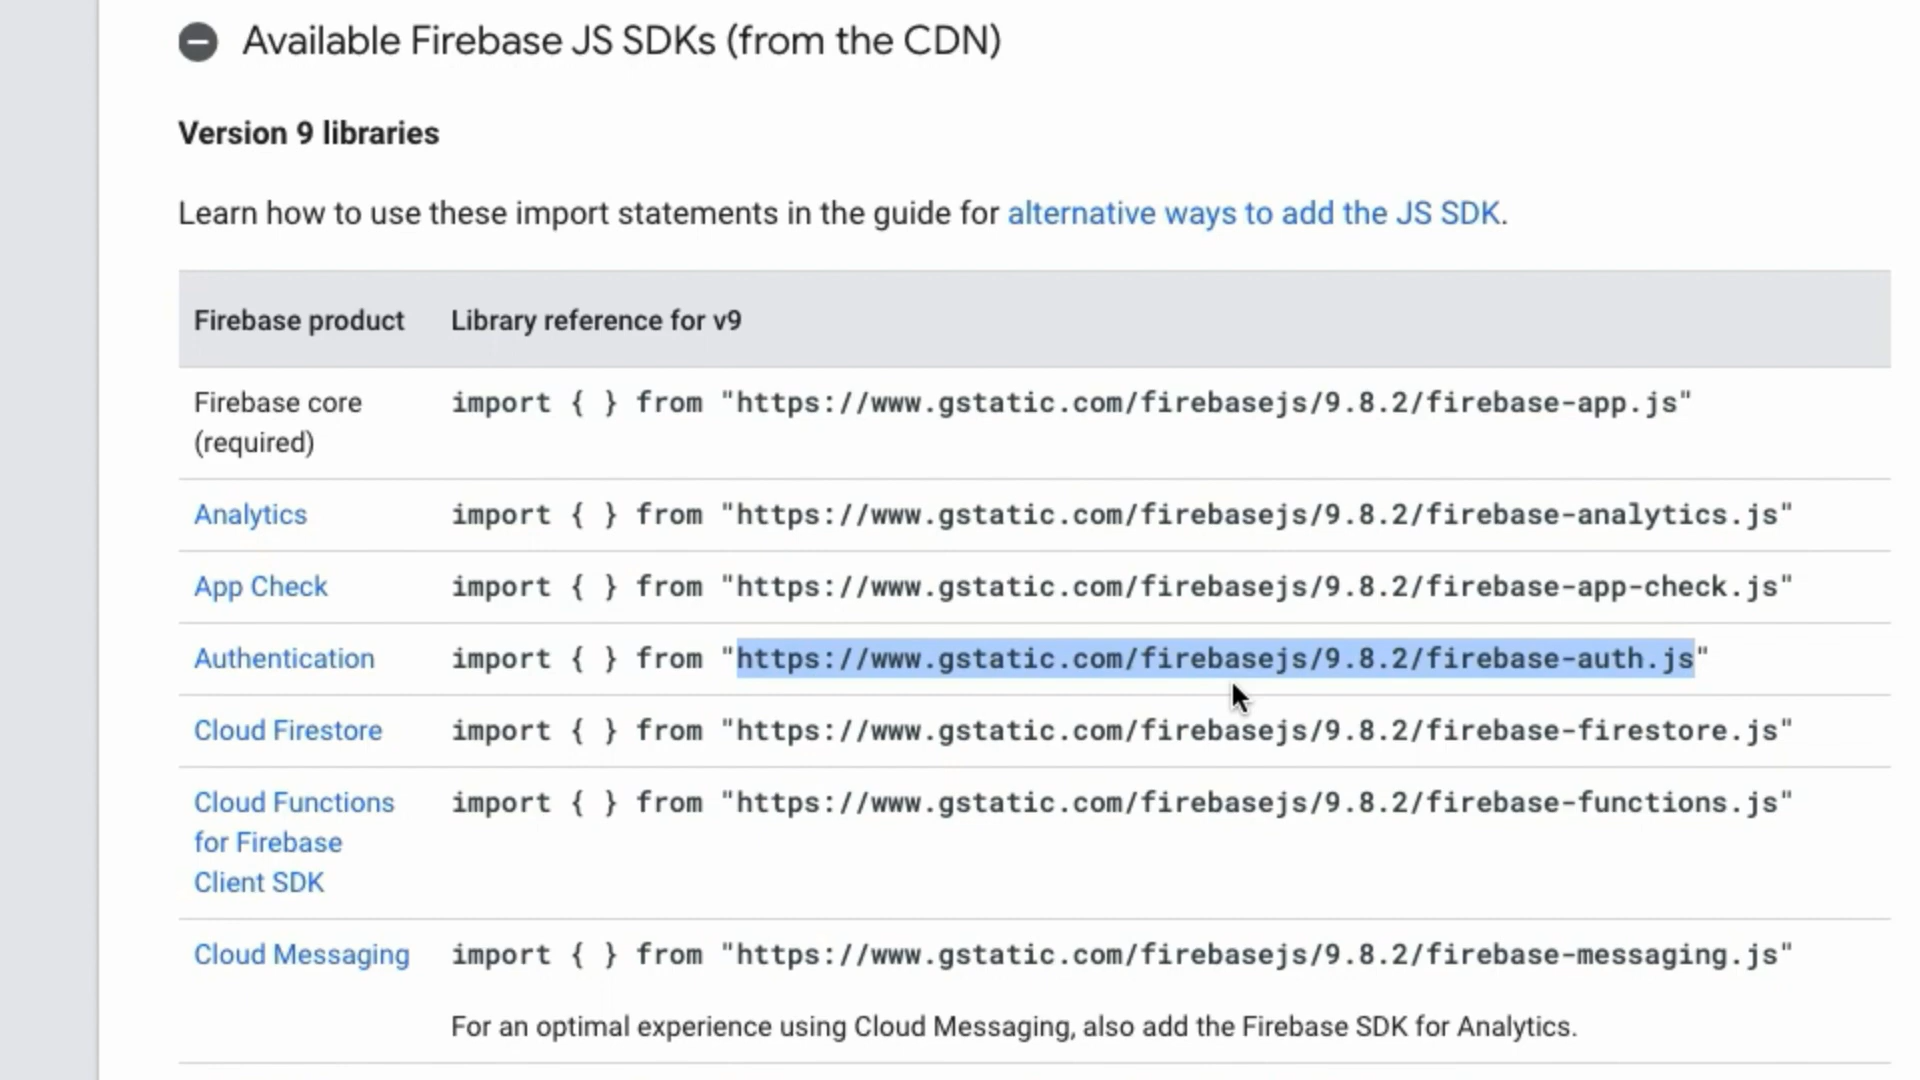 Available Firebase JS SDKs (from the CDN)
Version 9 libraries
Learn how to use these import statements in the guide for alternative ways to add the JS SDK.
Firebase product Library reference for v9
Firebase core import { } from "https://www.gstatic.com/firebasejs/9.8.2/firebase-app.js"
(required)
Analytics import { } from "https://www.gstatic.com/firebasejs/9.8.2/firebase-analytics.js"
App Check import { } from "https://www.gstatic.com/firebasejs/9.8.2/firebase-app-check.js"
Authentication import { } from "https://www.gstatic.com/firebasejs/9.8.2/firebase-auth.js"
Cloud Firestore import { } from "https://www.gstatic.com/firebasejs/9.8.2/firebase-firestore.js"
Cloud Functions import { } from "https://www.gstatic.com/firebasejs/9.8.2/firebase-functions.js"
for Firebase
Client SDK
Cloud Messaging import { } from "https://www.gstatic.com/firebasejs/9.8.2/firebase-messaging.js"
For an optimal experience using Cloud Messaging, also add the Firebase SDK for Analytics.